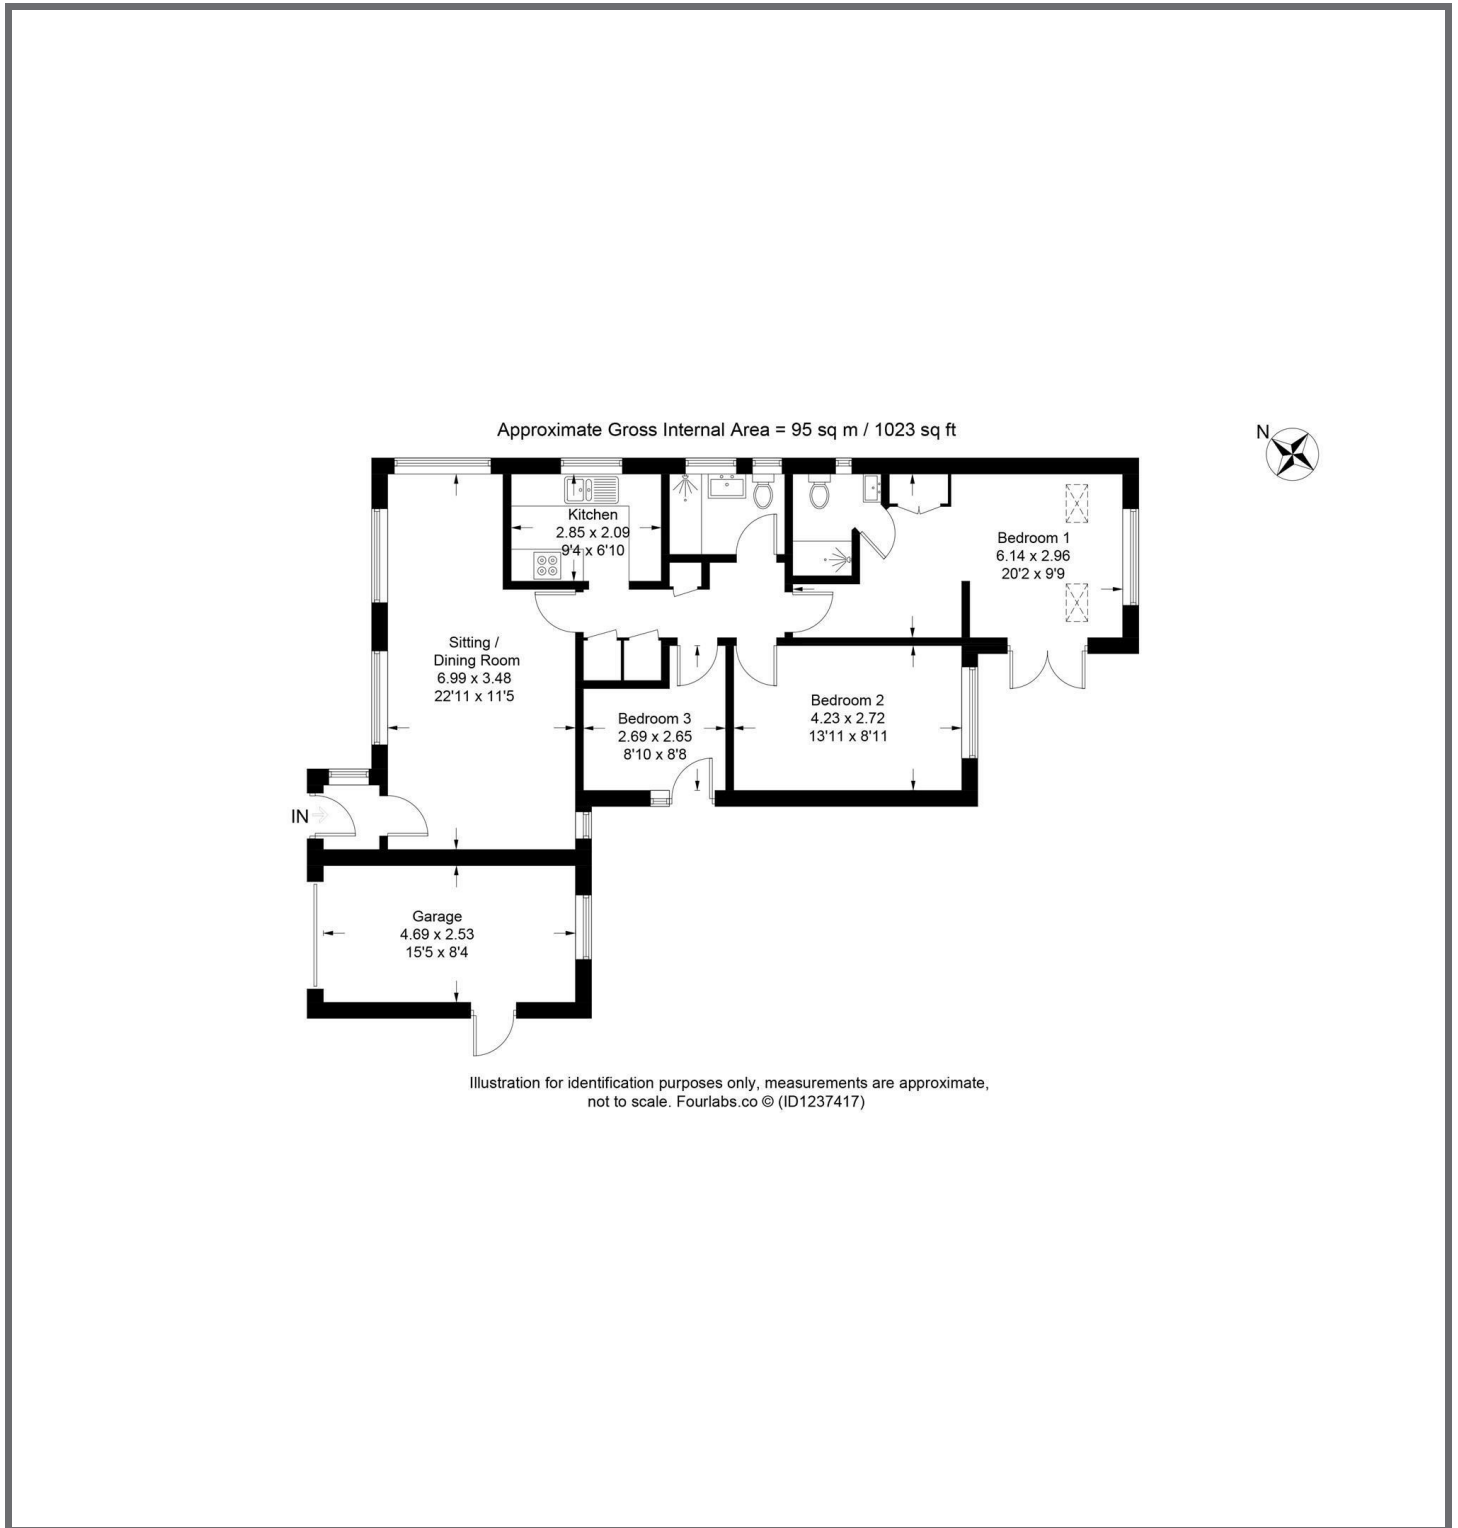 Approximate Gross Internal Area = 95 sq m / 1023 sq ft
N
Kitchen
2.85 x 2.09
9'4 x 6'10
Bedroom 1
6.14 x 2.96
20'2 x 9'9
Sitting /
Dining Room
6.99 x 3.48
22'11 x 11'5
Bedroom 3
2.69 x 2.65
8'10 x 8'8
Bedroom 2
4.23 x 2.72
13'11 x 8'11
IN
Garage
4.69 x 2.53
15'5 x 8'4
Illustration for identification purposes only, measurements are approximate,
not to scale. Fourlabs.co © (ID1237417)